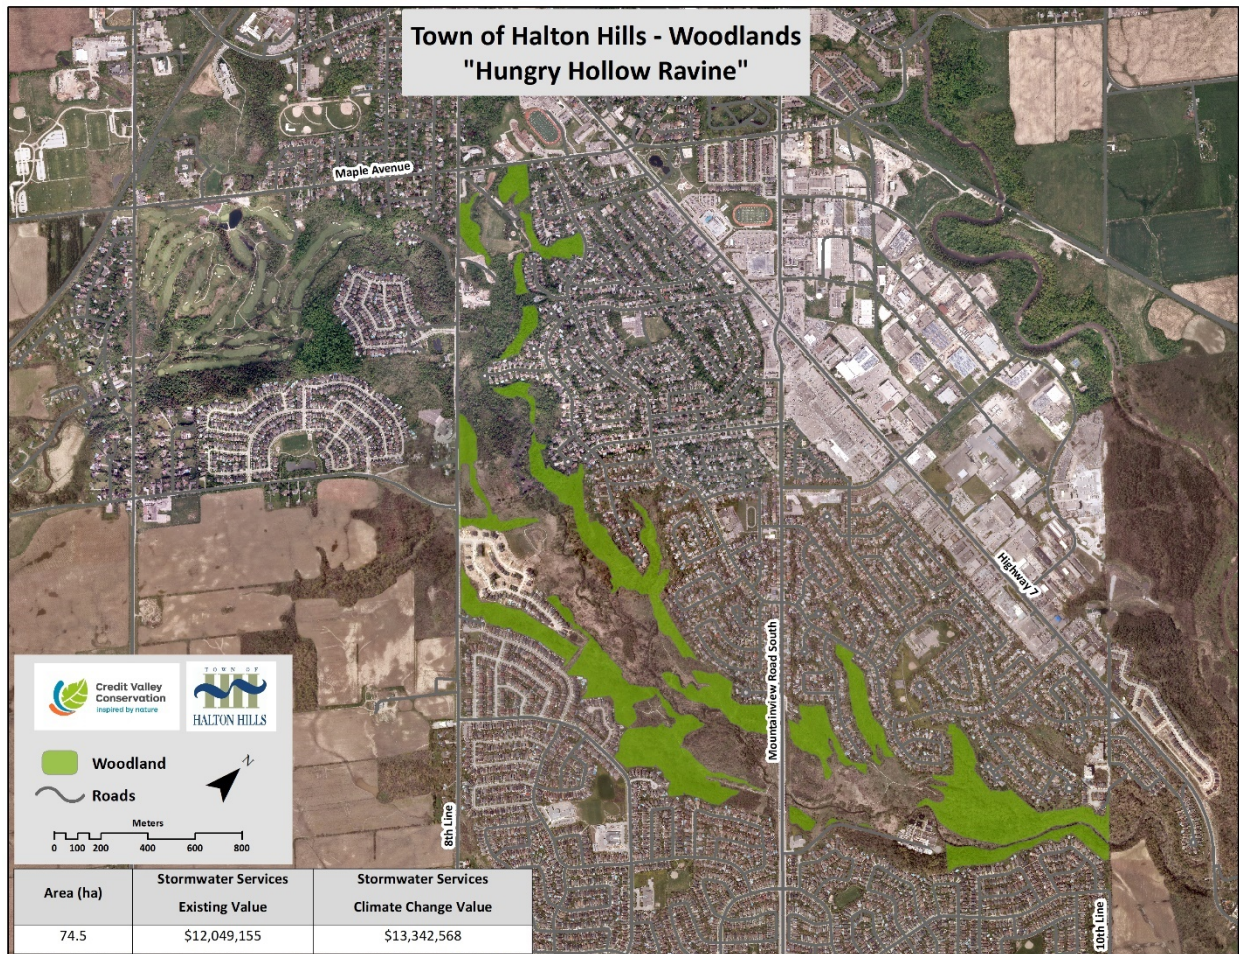 Town of Halton Hills - Woodlands
"Hungry Hollow Ravine"
Maple Avenue
Highway 7
Mountainview Road South
8th Line
10th Line
Credit Valley
Conservation
inspired by nature
TOWN OF
HALTON HILLS
Woodland
Roads
N
Meters
0 100 200 400 600 800
Area (ha)
Stormwater Services
Existing Value
Stormwater Services
Climate Change Value
74.5
$12,049,155
$13,342,568